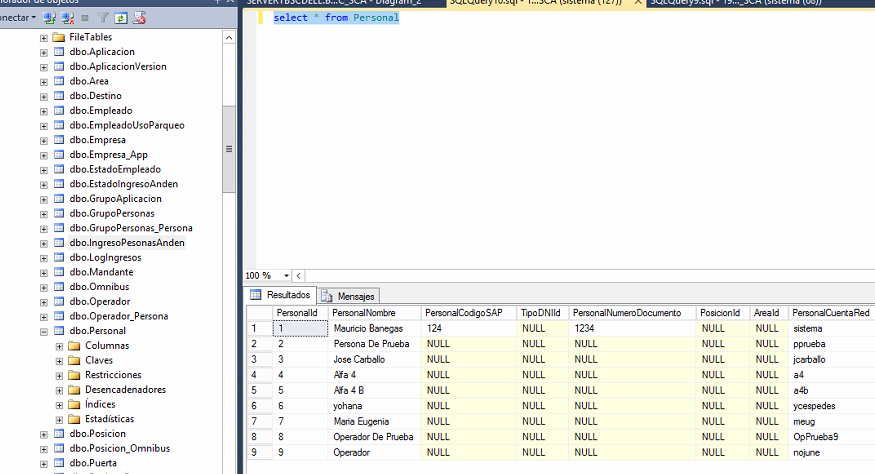 onectar
SERVERTBSCDELL.B...C_SCA - Diagram_2
SQLQuery10.sql - 1...SCA (sistema (127))
SQLQuery9.sql - 19..._SCA (sistema (68))
select * from Personal
FileTables
dbo.Aplicacion
dbo.AplicacionVersion
dbo.Area
dbo.Destino
dbo.Empleado
dbo.EmpleadoUsoParqueo
dbo.Empresa
dbo.Empresa_App
dbo.EstadoEmpleado
dbo.EstadoIngresoAnden
dbo.GrupoAplicacion
dbo.GrupoPersonas
dbo.GrupoPersonas_Persona
dbo.IngresoPesonasAnden
dbo.LogIngresos
dbo.Mandante
dbo.Omnibus
dbo.Operador
dbo.Operador_Persona
dbo.Personal
Columnas
Claves
Restricciones
Desencadenadores
Índices
Estadísticas
dbo.Posicion
dbo.Posicion_Omnibus
dbo.Puerta
100 %
Resultados Mensajes
PersonalId PersonalNombre PersonalCodigoSAP TipoDNIId PersonalNumeroDocumento PosicionId AreaId PersonalCuentaRed
1 1 Mauricio Banegas 124 NULL 1234 NULL NULL sistema
2 2 Persona De Prueba NULL NULL NULL NULL NULL pprueba
3 3 Jose Carballo NULL NULL NULL NULL NULL jcarballo
4 4 Alfa 4 NULL NULL NULL NULL NULL a4
5 5 Alfa 4 B NULL NULL NULL NULL NULL a4b
6 6 yohana NULL NULL NULL NULL NULL ycespedes
7 7 Maria Eugenia NULL NULL NULL NULL NULL meug
8 8 Operador De Prueba NULL NULL NULL NULL NULL OpPrueba9
9 9 Operador NULL NULL NULL NULL NULL nojune